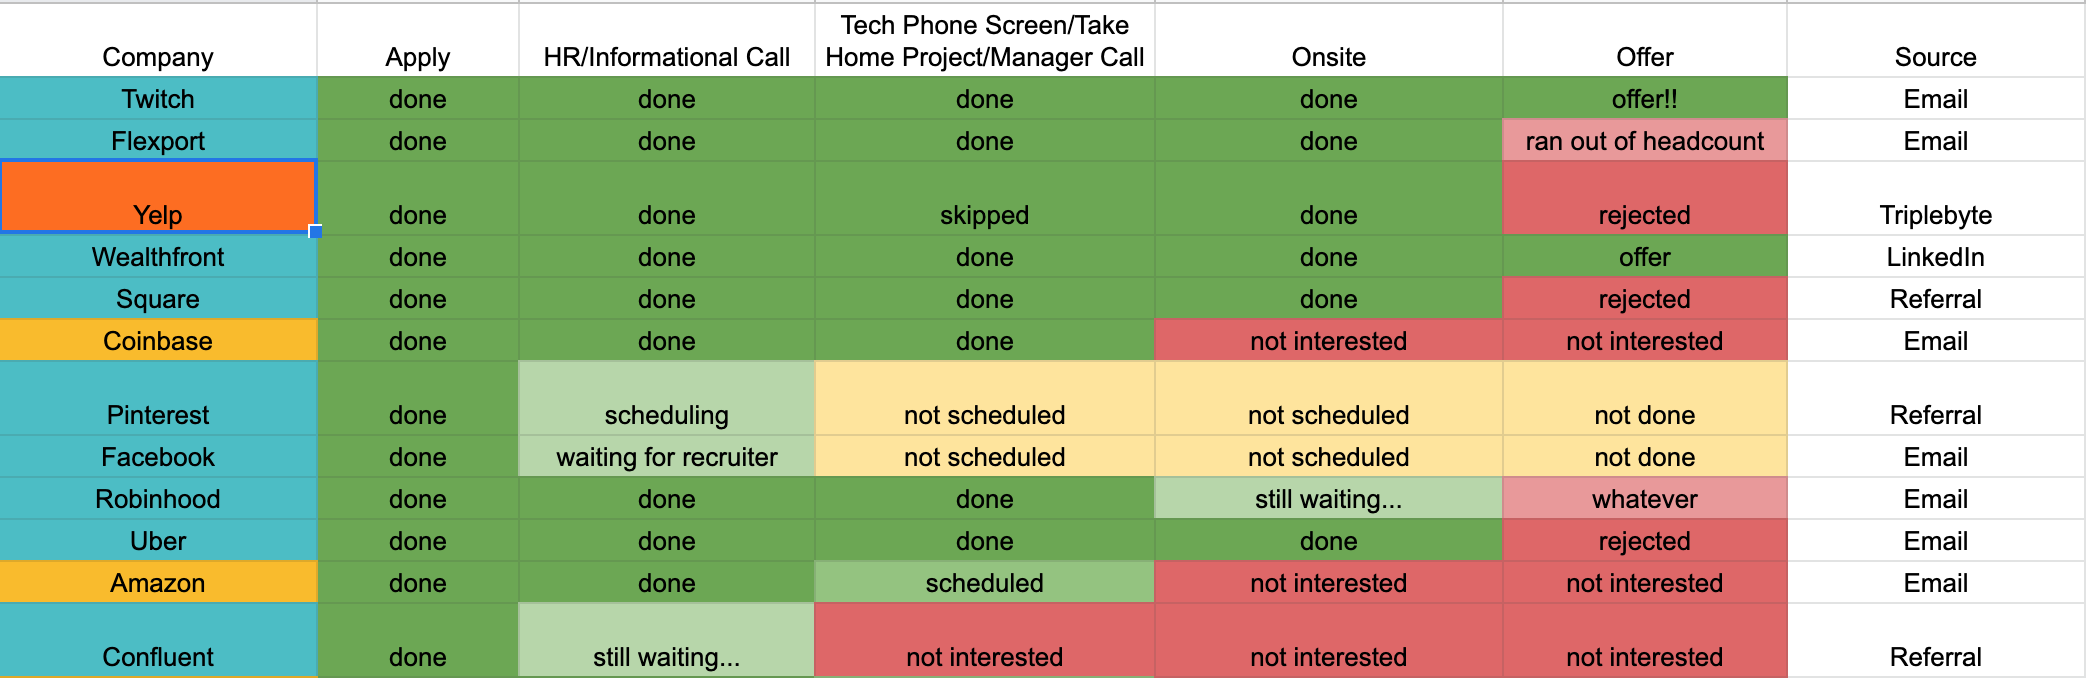 Company Apply HR/Informational Call Tech Phone Screen/Take Home Project/Manager Call Onsite Offer Source
Twitch done done done done offer!! Email
Flexport done done done done ran out of headcount Email
Yelp done done skipped done rejected Triplebyte
Wealthfront done done done done offer LinkedIn
Square done done done done rejected Referral
Coinbase done done done not interested not interested Email
Pinterest done scheduling not scheduled not scheduled not done Referral
Facebook done waiting for recruiter not scheduled not scheduled not done Email
Robinhood done done done still waiting... whatever Email
Uber done done done done rejected Email
Amazon done done scheduled not interested not interested Email
Confluent done still waiting... not interested not interested not interested Referral